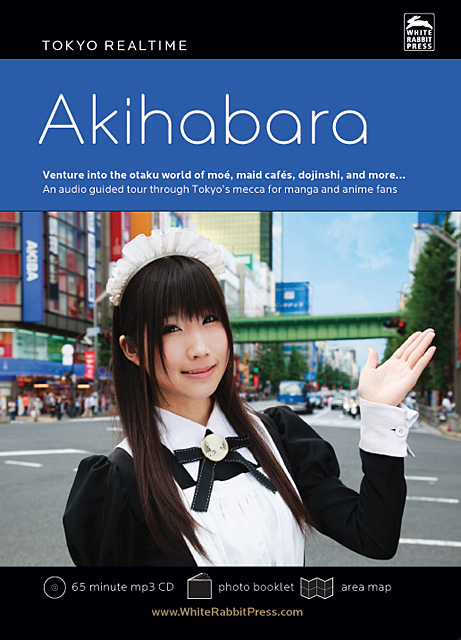 TOKYO REALTIME
WHITE
RABBIT
PRESS
Akihabara
Venture into the otaku world of moé, maid cafés, dojinshi, and more...
An audio guided tour through Tokyo's mecca for manga and anime fans
AKIBA
65 minute mp3 CD
photo booklet
area map
www.WhiteRabbitPress.com